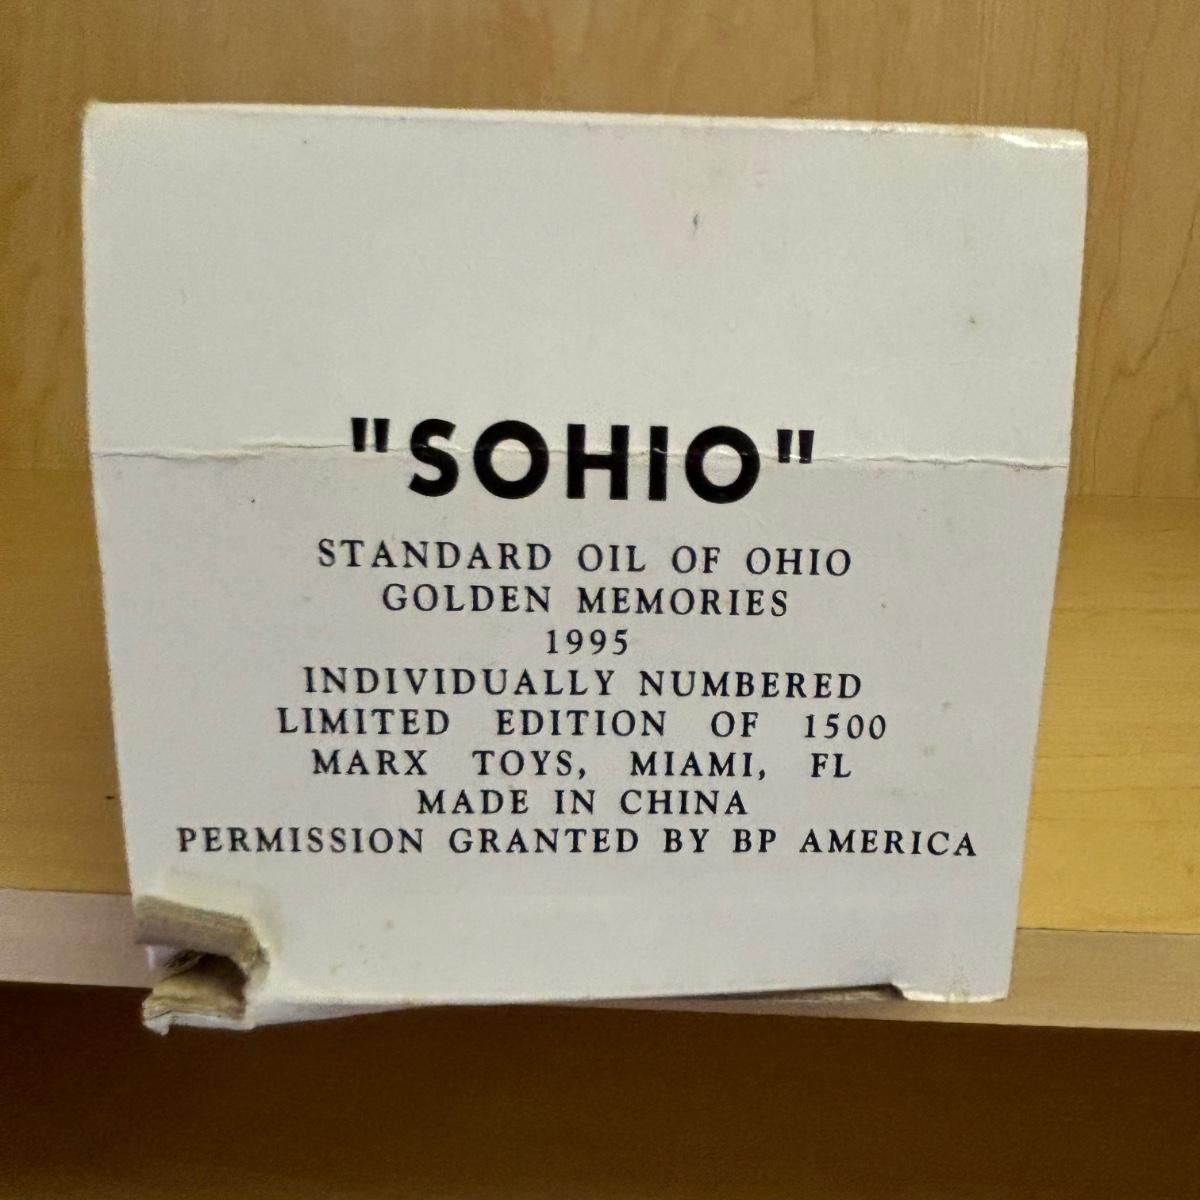 "SOHIO"
STANDARD OIL OF OHIO
GOLDEN MEMORIES
1995
INDIVIDUALLY NUMBERED
LIMITED EDITION OF 1500
MARX TOYS, MIAMI, FL
MADE IN CHINA
PERMISSION GRANTED BY BP AMERICA